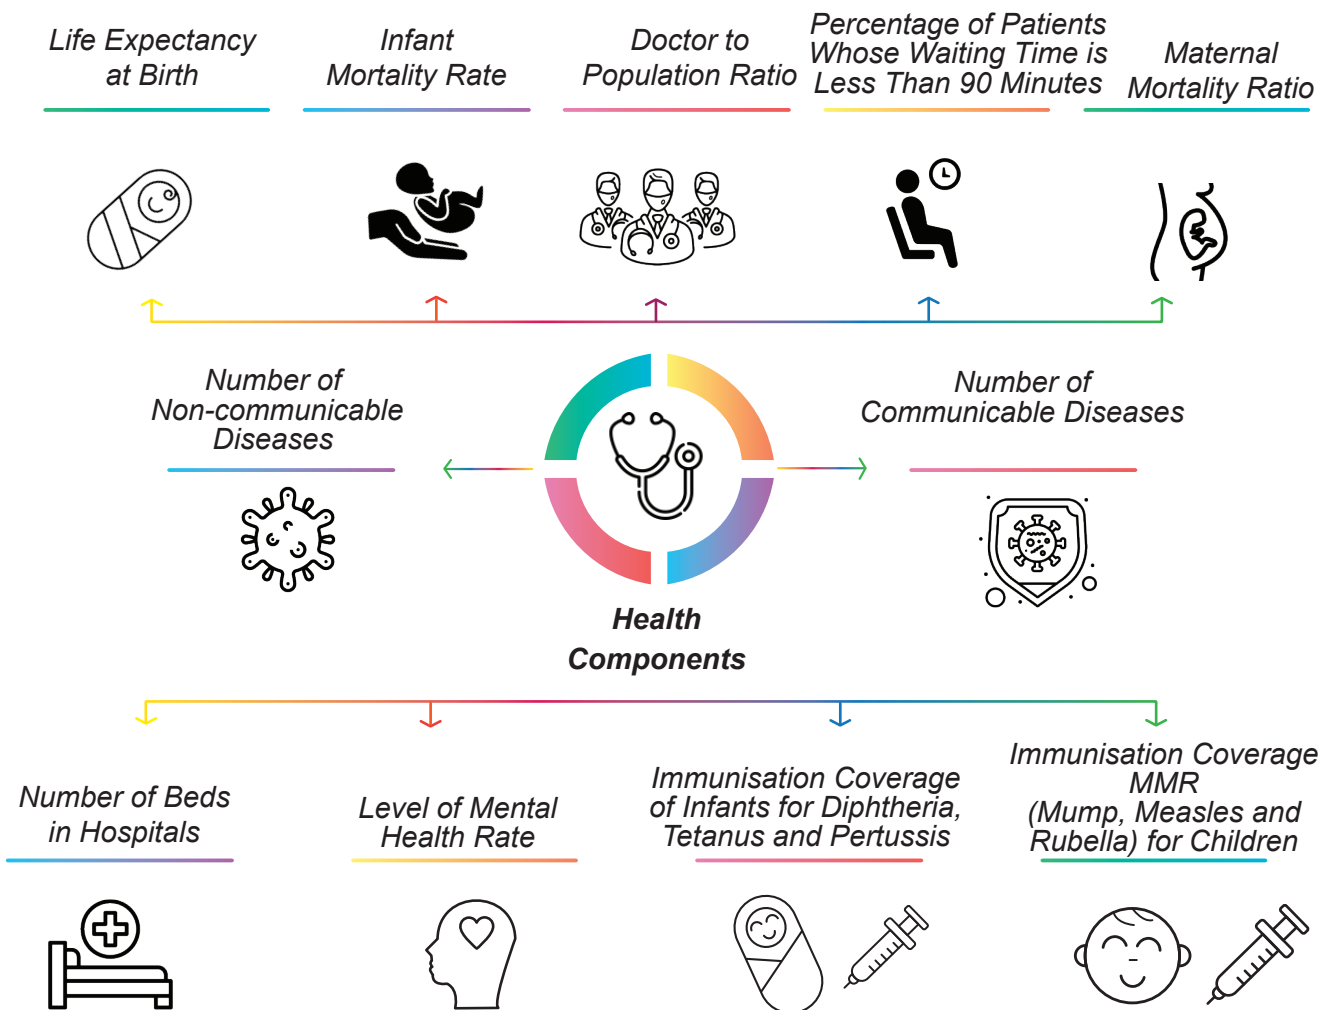 Life Expectancy
at Birth
Infant
Mortality Rate
Doctor to
Population Ratio
Percentage of Patients
Whose Waiting Time is
Less Than 90 Minutes
Maternal
Mortality Ratio
Number of
Non-communicable
Diseases
Number of
Communicable Diseases
Health
Components
Number of Beds
in Hospitals
Level of Mental
Health Rate
Immunisation Coverage
of Infants for Diphtheria,
Tetanus and Pertussis
Immunisation Coverage
MMR
(Mump, Measles and
Rubella) for Children